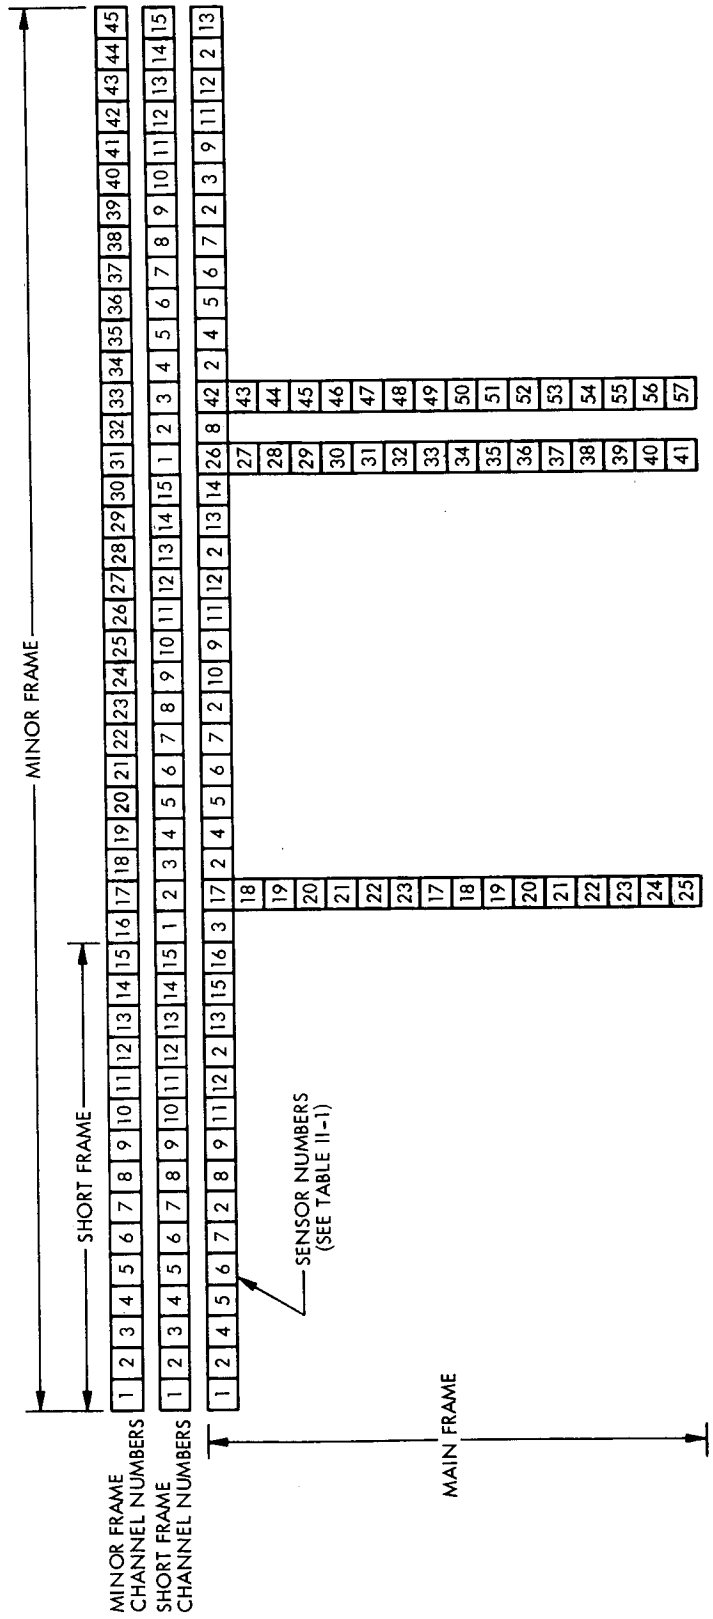 MINOR FRAME
SHORT FRAME
MINOR FRAME
CHANNEL NUMBERS
1 2 3 4 5 6 7 8 9 10 11 12 13 14 15 16 17 18 19 20 21 22 23 24 25 26 27 28 29 30 31 32 33 34 35 36 37 38 39 40 41 42 43 44 45
SHORT FRAME
CHANNEL NUMBERS
1 2 3 4 5 6 7 8 9 10 11 12 13 14 15 1 2 3 4 5 6 7 8 9 10 11 12 13 14 15 1 2 3 4 5 6 7 8 9 10 11 12 13 14 15
1 2 4 5 6 7 2 8 9 11 12 2 13 15 16 3 17 2 4 5 6 7 2 10 9 11 12 2 13 14 26 8 42 2 4 5 6 7 2 3 9 11 12 2 13
18 27 43
19 28 44
20 29 45
21 30 46
22 31 47
23 32 48
17 33 49
18 34 50
19 35 51
20 36 52
21 37 53
22 38 54
23 39 55
24 40 56
25 41 57
SENSOR NUMBERS
(SEE TABLE II-1)
MAIN FRAME